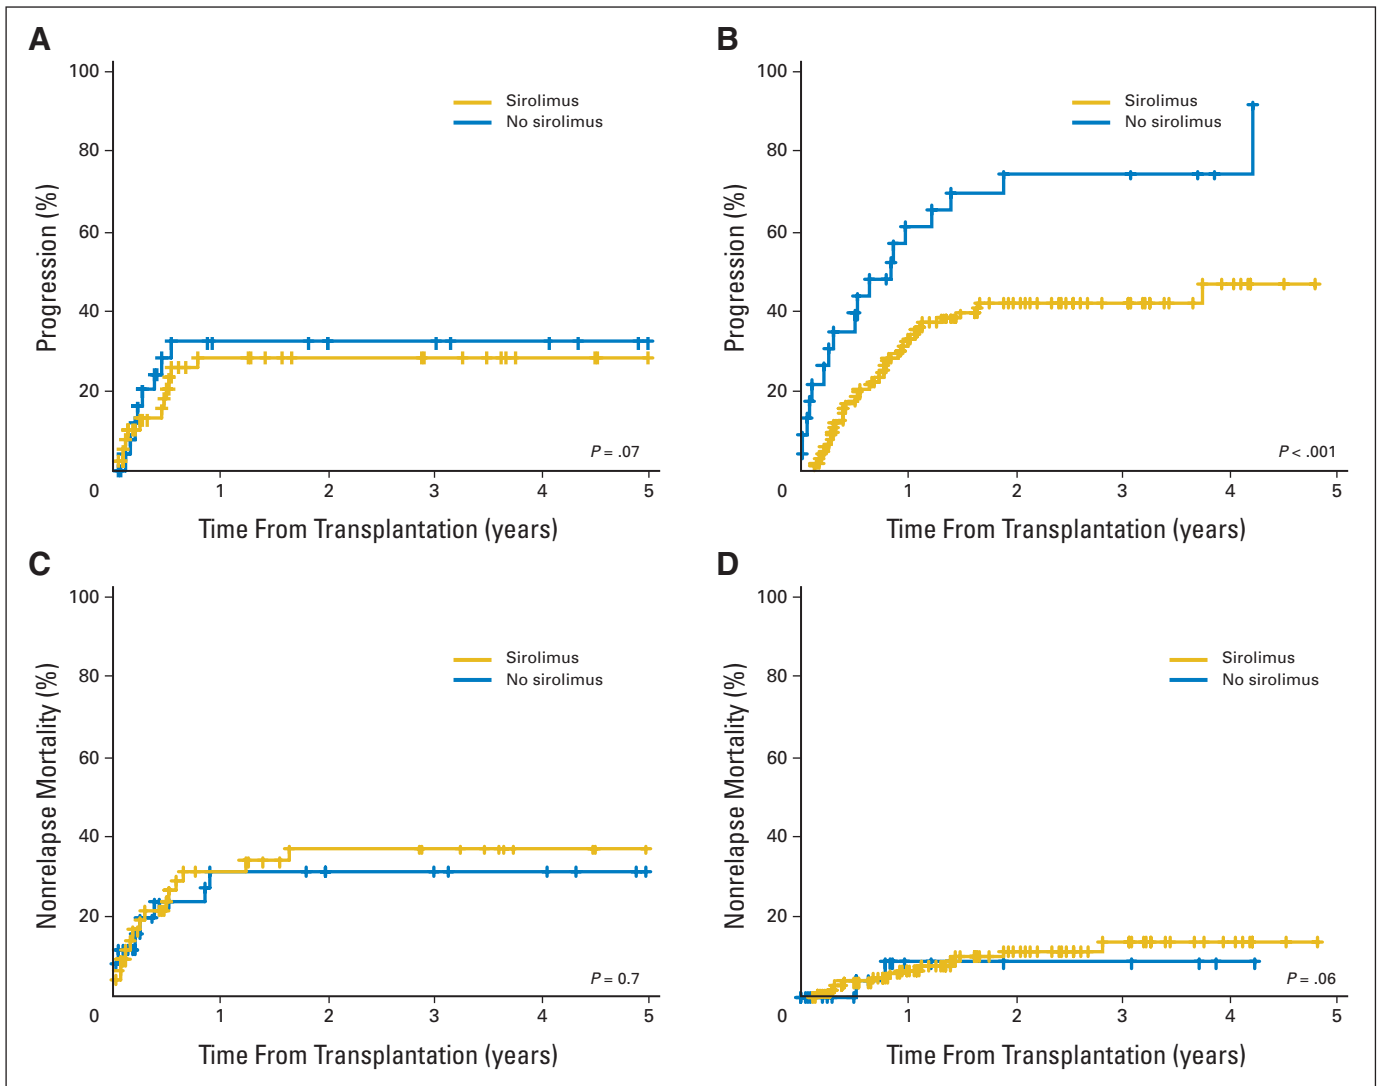 A
B
100
80
60
40
20
0
1
2
3
4
5
Progression (%)
Sirolimus
No sirolimus
P = .07
Time From Transplantation (years)
100
80
60
40
20
0
1
2
3
4
5
Progression (%)
Sirolimus
No sirolimus
P < .001
Time From Transplantation (years)
C
D
100
80
60
40
20
0
1
2
3
4
5
Nonrelapse Mortality (%)
Sirolimus
No sirolimus
P = 0.7
Time From Transplantation (years)
100
80
60
40
20
0
1
2
3
4
5
Nonrelapse Mortality (%)
Sirolimus
No sirolimus
P = .06
Time From Transplantation (years)